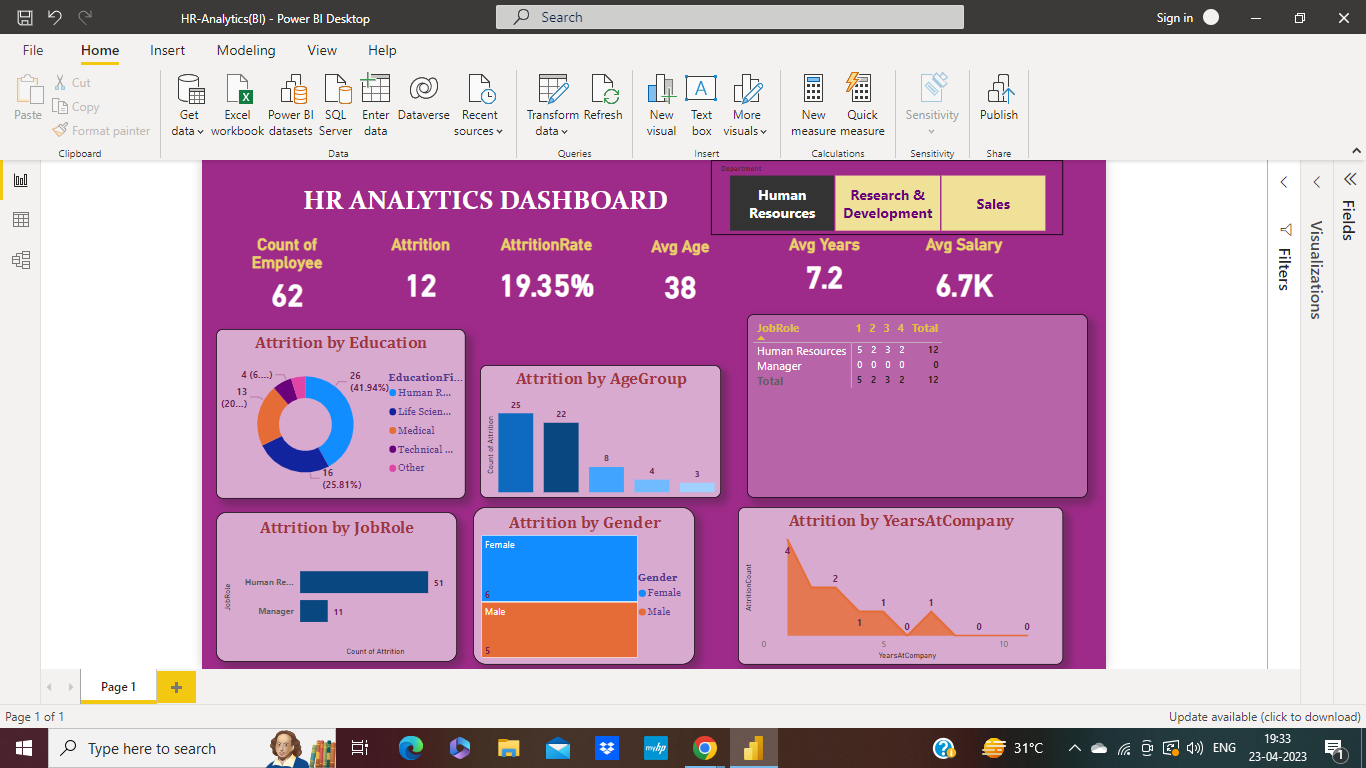 HR-Analytics(BI) - Power BI Desktop
Search
Sign in
File
Home
Insert
Modeling
View
Help
Paste
Cut
Copy
Format painter
Clipboard
Get data
Excel workbook
Power BI datasets
SQL Server
Enter data
Dataverse
Recent sources
Data
Transform data
Refresh
Queries
New visual
Text box
More visuals
Insert
New measure
Quick measure
Calculations
Sensitivity
Sensitivity
Publish
Share
HR ANALYTICS DASHBOARD
Department
Human Resources
Research & Development
Sales
Count of Employee
62
Attrition
12
AttritionRate
19.35%
Avg Age
38
Avg Years
7.2
Avg Salary
6.7K
Attrition by Education
4 (6....)
13 (20...)
26 (41.94%)
16 (25.81%)
EducationFi...
Human R...
Life Scien...
Medical
Technical ...
Other
Attrition by AgeGroup
Count of Attrition
25
22
8
4
3
JobRole 1 2 3 4 Total
Human Resources 5 2 3 2 12
Manager 0 0 0 0 0
Total 5 2 3 2 12
Attrition by JobRole
JobRole
Human Re... 51
Manager 11
Count of Attrition
Attrition by Gender
Female
6
Male
5
Gender
Female
Male
Attrition by YearsAtCompany
AttritionCount
4
2
1
1
0
1
0
0
0
5
10
YearsAtCompany
Filters
Visualizations
Fields
Page 1
Page 1 of 1
Update available (click to download)
Type here to search
myhp
31°C
ENG
19:33
23-04-2023
1